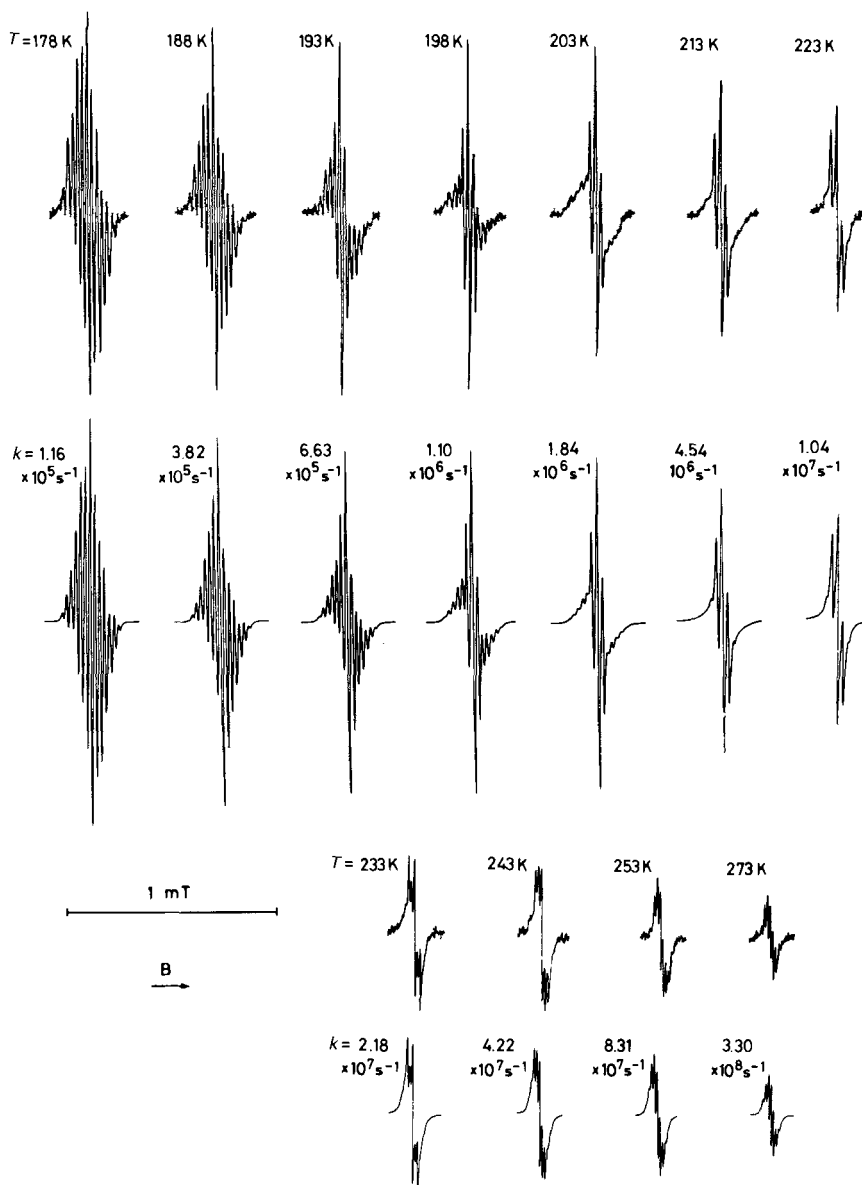 T = 178 K 188 K 193 K 198 K 203 K 213 K 223 K
k = 1.16 3.82 6.63 1.10 1.84 4.54 1.04
×10⁵s⁻¹ ×10⁵s⁻¹ ×10⁵s⁻¹ ×10⁶s⁻¹ ×10⁶s⁻¹ 10⁶s⁻¹ ×10⁷s⁻¹
T = 233K 243 K 253 K 273 K
1 mT
B
k = 2.18 4.22 8.31 3.30
×10⁷s⁻¹ ×10⁷s⁻¹ ×10⁷s⁻¹ ×10⁸s⁻¹